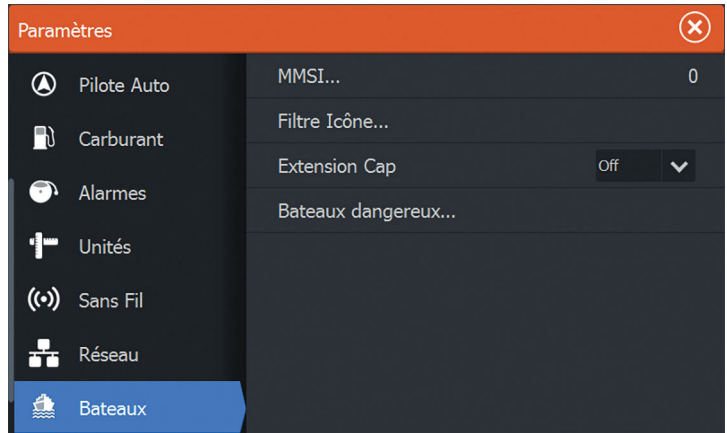 Paramètres
Pilote Auto
Carburant
Alarmes
Unités
Sans Fil
Réseau
Bateaux
MMSI... 0
Filtre Icône...
Extension Cap Off
Bateaux dangereux...